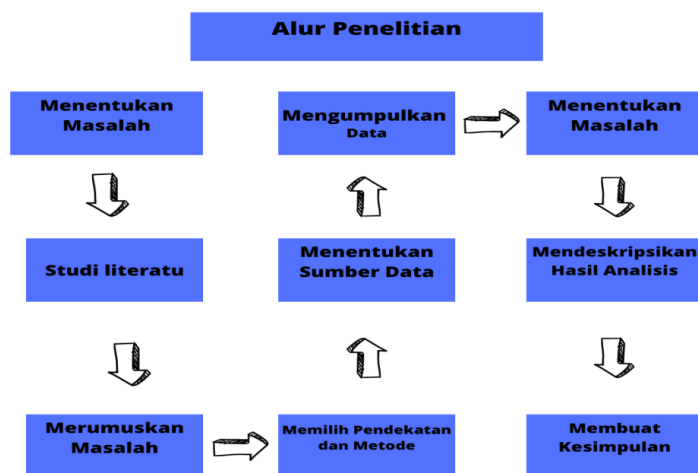 Alur Penelitian
Menentukan
Masalah
Studi literatu
Merumuskan
Masalah
Memilih Pendekatan
dan Metode
Menentukan
Sumber Data
Mengumpulkan
Data
Menentukan
Masalah
Mendeskripsikan
Hasil Analisis
Membuat
Kesimpulan